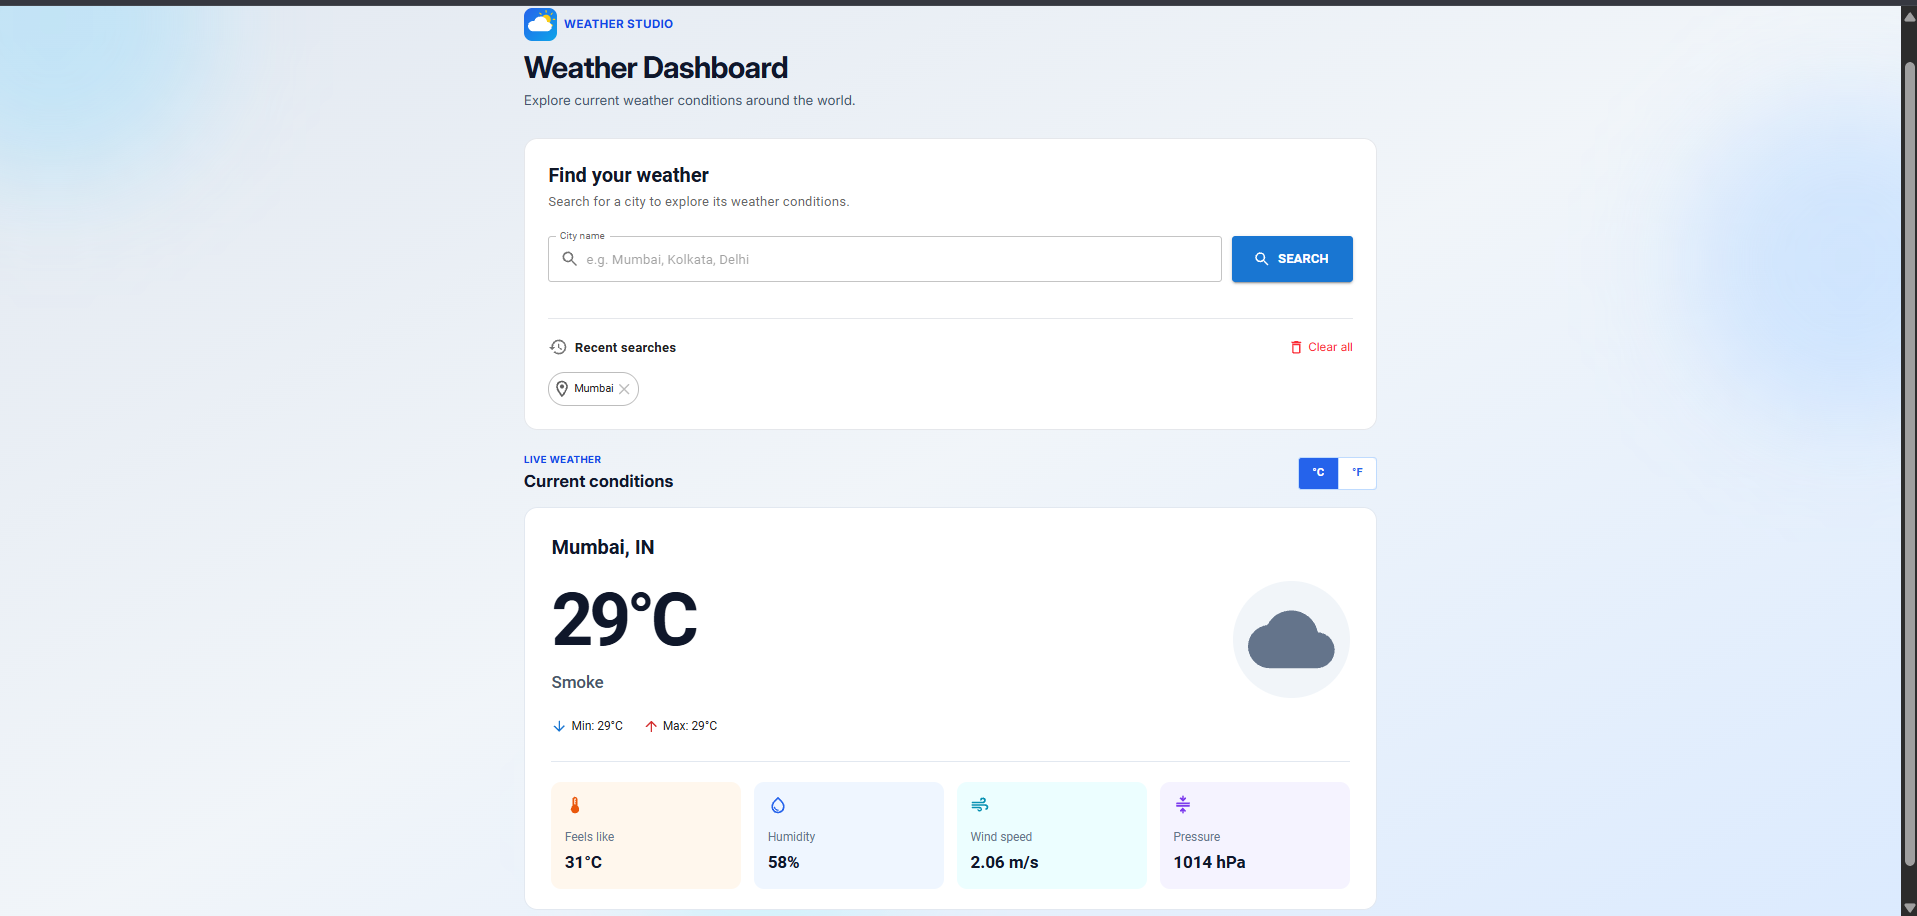 WEATHER STUDIO
Weather Dashboard
Explore current weather conditions around the world.
Find your weather
Search for a city to explore its weather conditions.
City name
e.g. Mumbai, Kolkata, Delhi
SEARCH
Recent searches
Clear all
Mumbai
LIVE WEATHER
Current conditions
°C
°F
Mumbai, IN
29°C
Smoke
Min: 29°C
Max: 29°C
Feels like
31°C
Humidity
58%
Wind speed
2.06 m/s
Pressure
1014 hPa